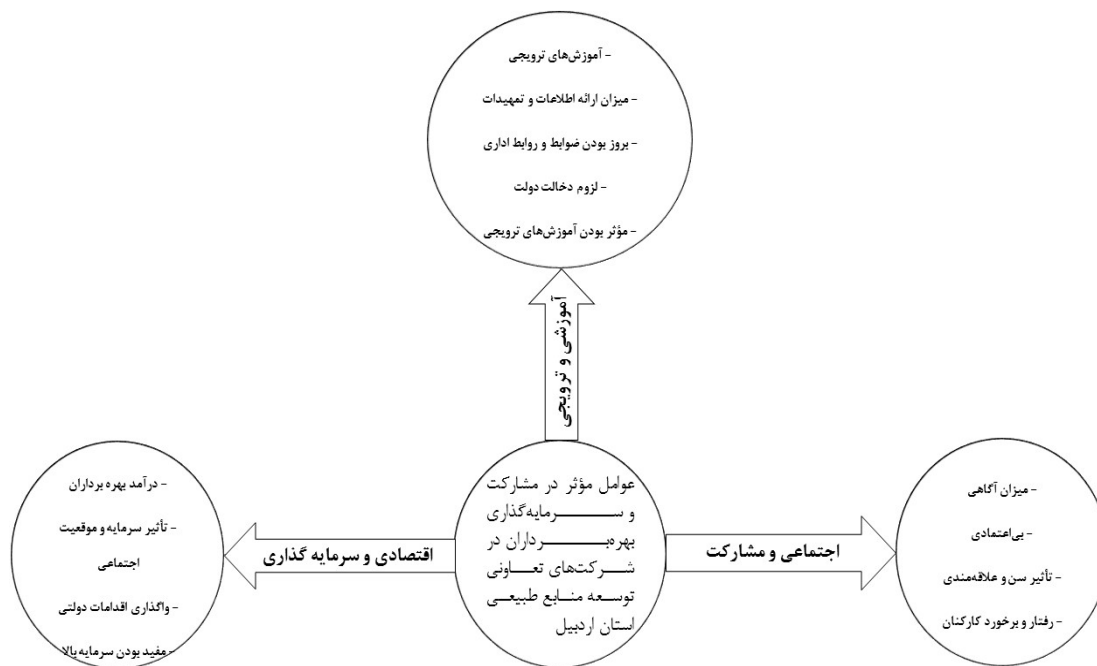 - آموزش‌های ترویجی
- میزان ارائه اطلاعات و تمهیدات
- بروز بودن ضوابط و روابط اداری
- لزوم دخالت دولت
- مؤثر بودن آموزش‌های ترویجی
آموزشی و ترویجی
عوامل مؤثر در مشارکت
و سرمایه‌گذاری
بهره‌برداران در
شرکت‌های تعاونی
توسعه منابع طبیعی
استان اردبیل
اجتماعی و مشارکت
- میزان آگاهی
- بی‌اعتمادی
- تأثیر سن و علاقه‌مندی
- رفتار و برخورد کارکنان
اقتصادی و سرمایه گذاری
- درآمد بهره برداران
- تأثیر سرمایه و موقعیت
اجتماعی
- واگذاری اقدامات دولتی
- مفید بودن سرمایه بالا